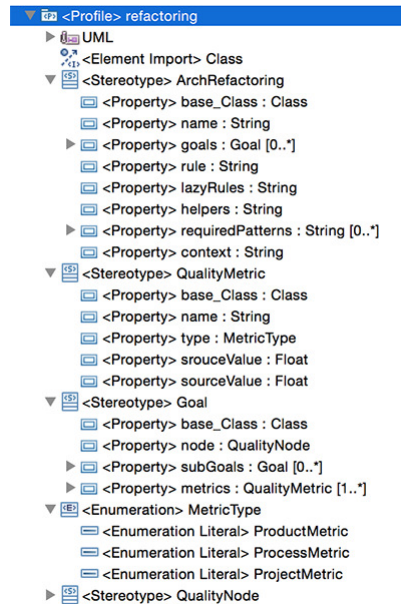 <Profile> refactoring
UML
<Element Import> Class
<Stereotype> ArchRefactoring
<Property> base_Class : Class
<Property> name : String
<Property> goals : Goal [0..*]
<Property> rule : String
<Property> lazyRules : String
<Property> helpers : String
<Property> requiredPatterns : String [0..*]
<Property> context : String
<Stereotype> QualityMetric
<Property> base_Class : Class
<Property> name : String
<Property> type : MetricType
<Property> srouceValue : Float
<Property> sourceValue : Float
<Stereotype> Goal
<Property> base_Class : Class
<Property> node : QualityNode
<Property> subGoals : Goal [0..*]
<Property> metrics : QualityMetric [1..*]
<Enumeration> MetricType
<Enumeration Literal> ProductMetric
<Enumeration Literal> ProcessMetric
<Enumeration Literal> ProjectMetric
<Stereotype> QualityNode